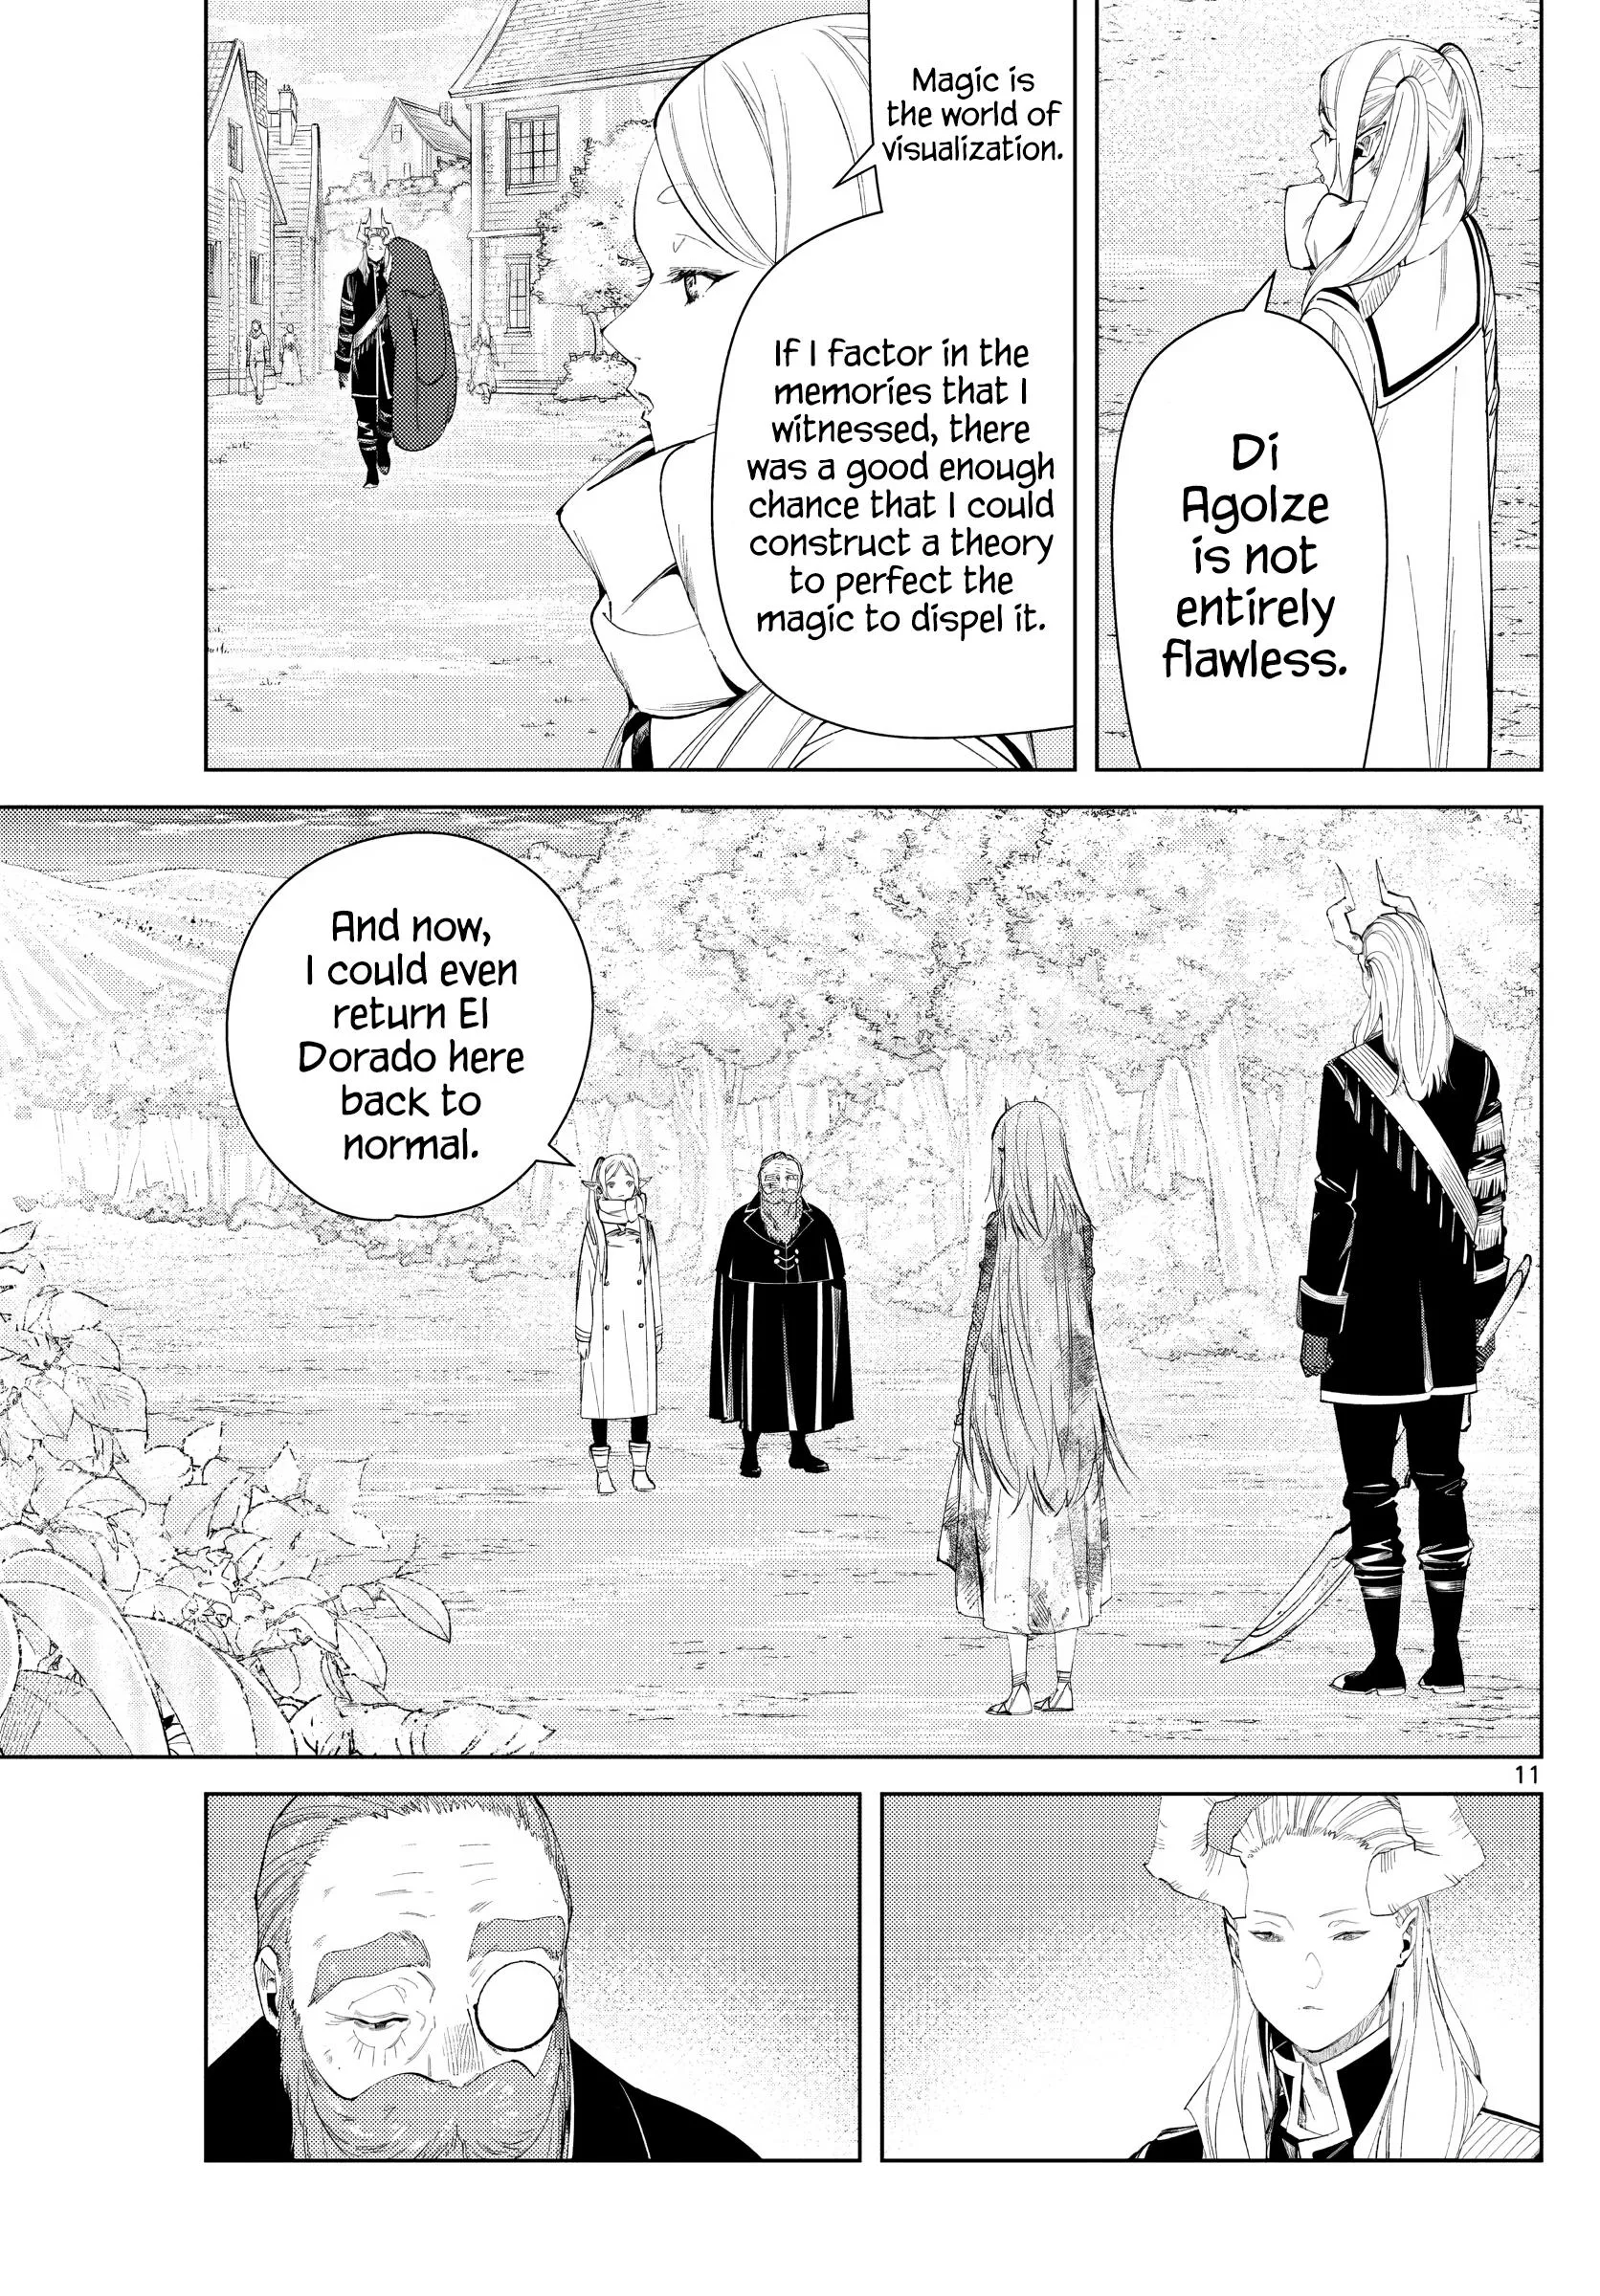 Di
Agolze
is not
entirely
flawless.
Magic is
the world of
visualization.
If I factor in the
memories that I
witnessed, there
was a good enough
chance that I could
construct a theory
to perfect the
magic to dispel it.
And now,
I could even
return El
Dorado here
back to
normal.
11